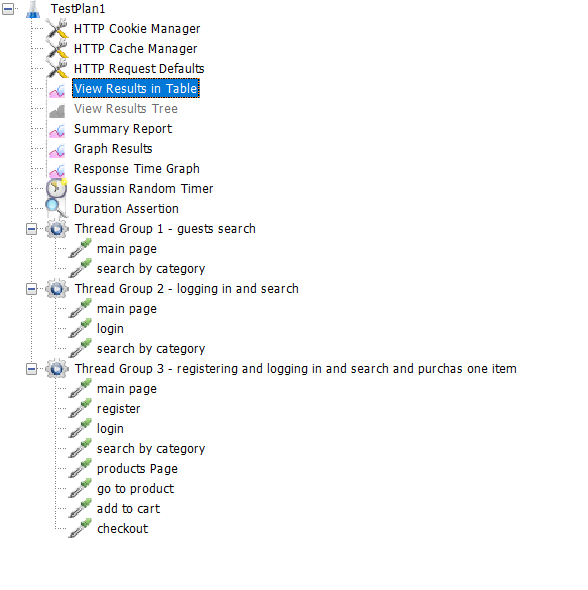 TestPlan1
HTTP Cookie Manager
HTTP Cache Manager
HTTP Request Defaults
View Results in Table
View Results Tree
Summary Report
Graph Results
Response Time Graph
Gaussian Random Timer
Duration Assertion
Thread Group 1 - guests search
main page
search by category
Thread Group 2 - logging in and search
main page
login
search by category
Thread Group 3 - registering and logging in and search and purchas one item
main page
register
login
search by category
products Page
go to product
add to cart
checkout